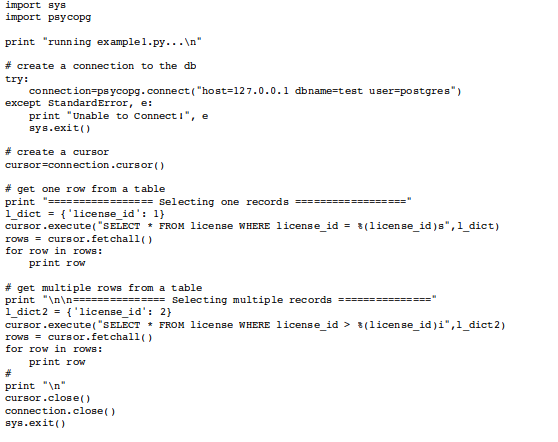 import sys
import psycopg
print "running example1.py...\n"
# create a connection to the db
try:
    connection=psycopg.connect("host=127.0.0.1 dbname=test user=postgres")
except StandardError, e:
    print "Unable to Connect!", e
    sys.exit()
# create a cursor
cursor=connection.cursor()
# get one row from a table
print "================= Selecting one records =================="
l_dict = {'license_id': 1}
cursor.execute("SELECT * FROM license WHERE license_id = %(license_id)s",l_dict)
rows = cursor.fetchall()
for row in rows:
    print row
# get multiple rows from a table
print "\n\n=============== Selecting multiple records ==============="
l_dict2 = {'license_id': 2}
cursor.execute("SELECT * FROM license WHERE license_id > %(license_id)i",l_dict2)
rows = cursor.fetchall()
for row in rows:
    print row
#
print "\n"
cursor.close()
connection.close()
sys.exit()